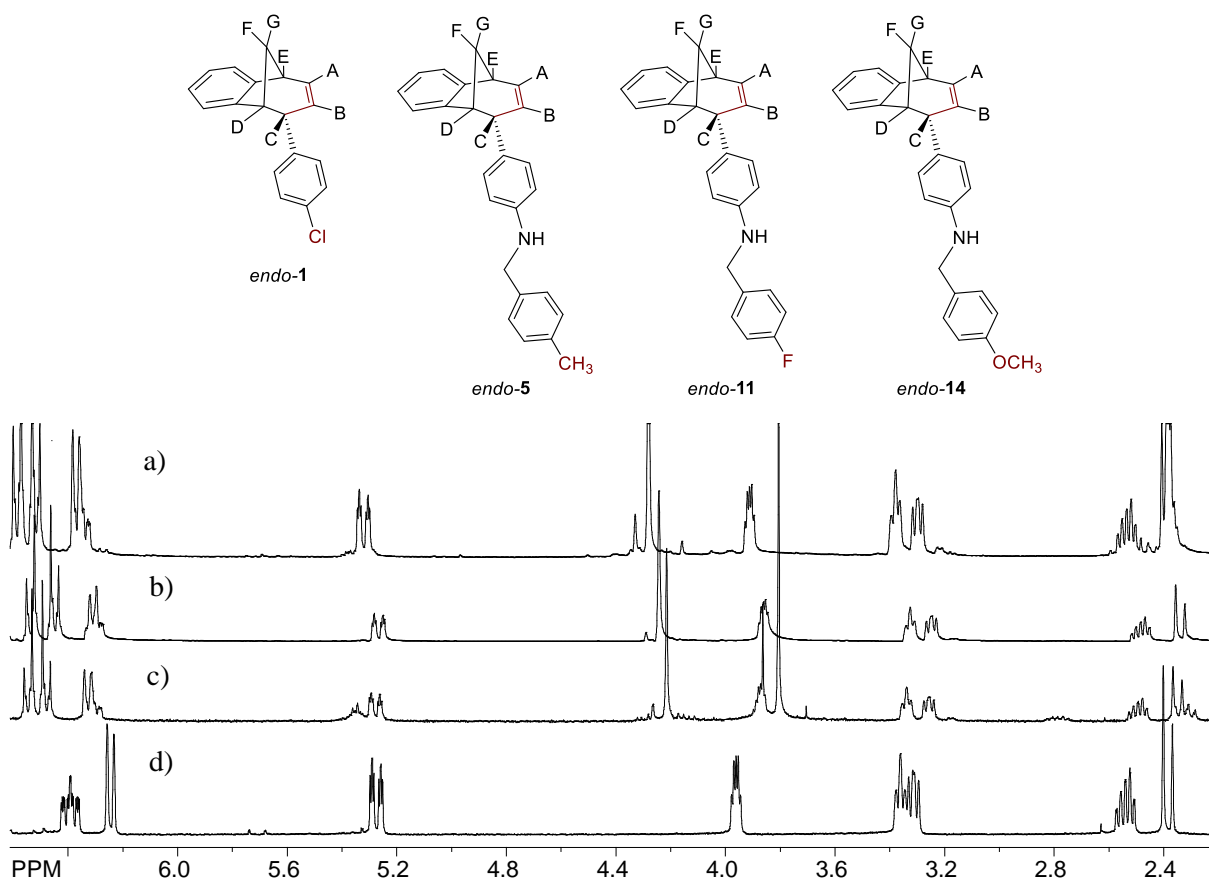 F G E A B D C Cl
endo-1
F G E A B D C NH CH3
endo-5
F G E A B D C NH F
endo-11
F G E A B D C NH OCH3
endo-14
a)
b)
c)
d)
PPM 6.0 5.6 5.2 4.8 4.4 4.0 3.6 3.2 2.8 2.4